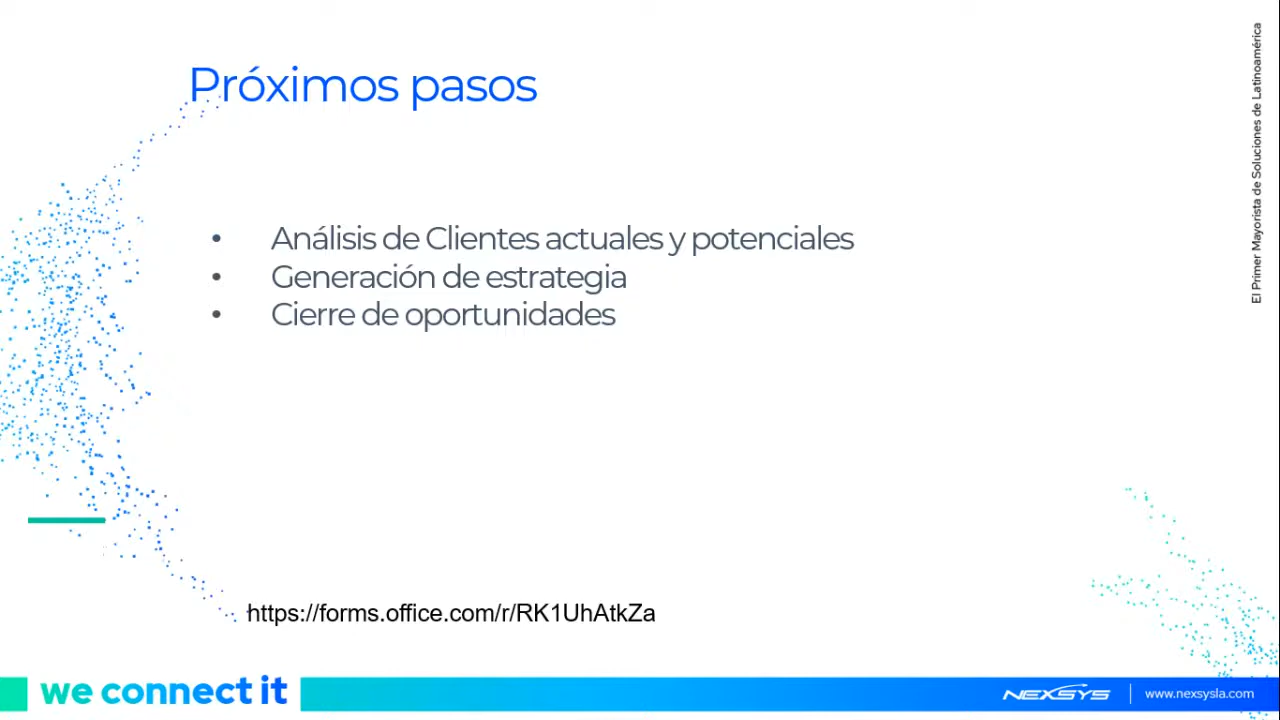 Próximos pasos
El Primer Mayorista de Soluciones de Latinoamérica
• Análisis de Clientes actuales y potenciales
• Generación de estrategia
• Cierre de oportunidades
https://forms.office.com/r/RK1UhAtkZa
we connect it
NEXSYS
www.nexsysla.com